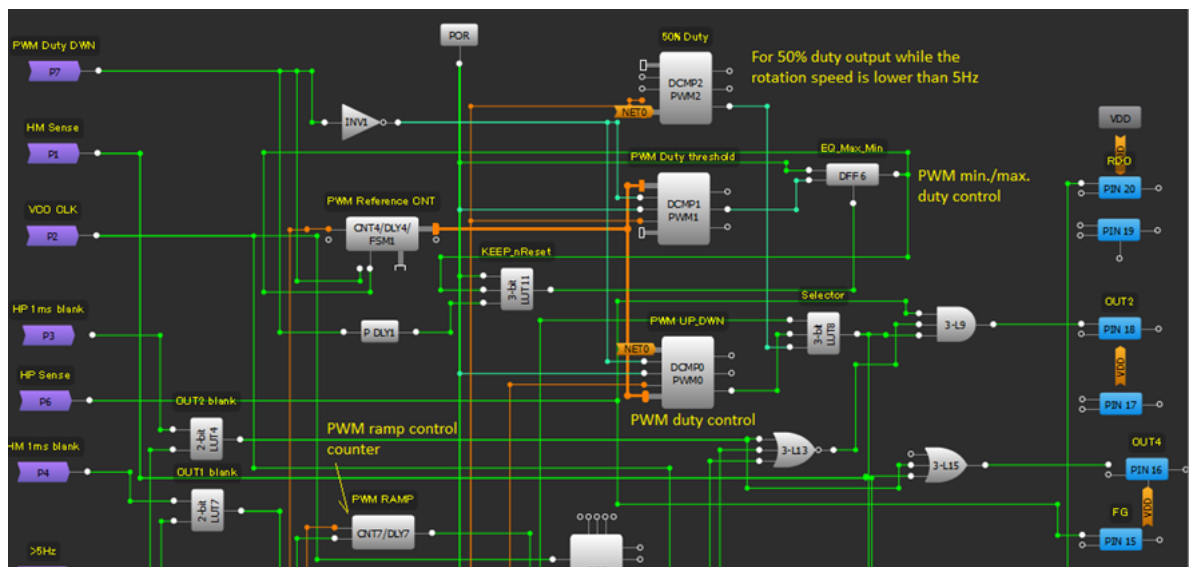 PWM Duty DWN
P7
HM Sense
P1
VCO CLK
P2
HP 1ms blank
P3
HP Sense
P6
HM 1ms blank
P4
>5Hz
POR
INV1
PWM Reference CNT
CNT4/DLY4/
FSM1
KEEP_nReset
3-bit
LUT11
P DLY1
OUT2 blank
2-bit
LUT4
OUT1 blank
2-bit
LUT7
PWM ramp control
counter
PWM RAMP
CNT7/DLY7
50% Duty
DCMP2
PWM2
NET0
For 50% duty output while the
rotation speed is lower than 5Hz
PWM Duty threshold
DCMP1
PWM1
EQ_Max_Min
DFF6
PWM min./max.
duty control
PWM UP_DWN
NET0
DCMP0
PWM0
PWM duty control
Selector
3-bit
LUT8
3-L9
3-L13
3-L15
VDD
RDO
PIN 20
PIN 19
OUT2
PIN 18
VDD
PIN 17
OUT4
PIN 16
VDD
FG
PIN 15